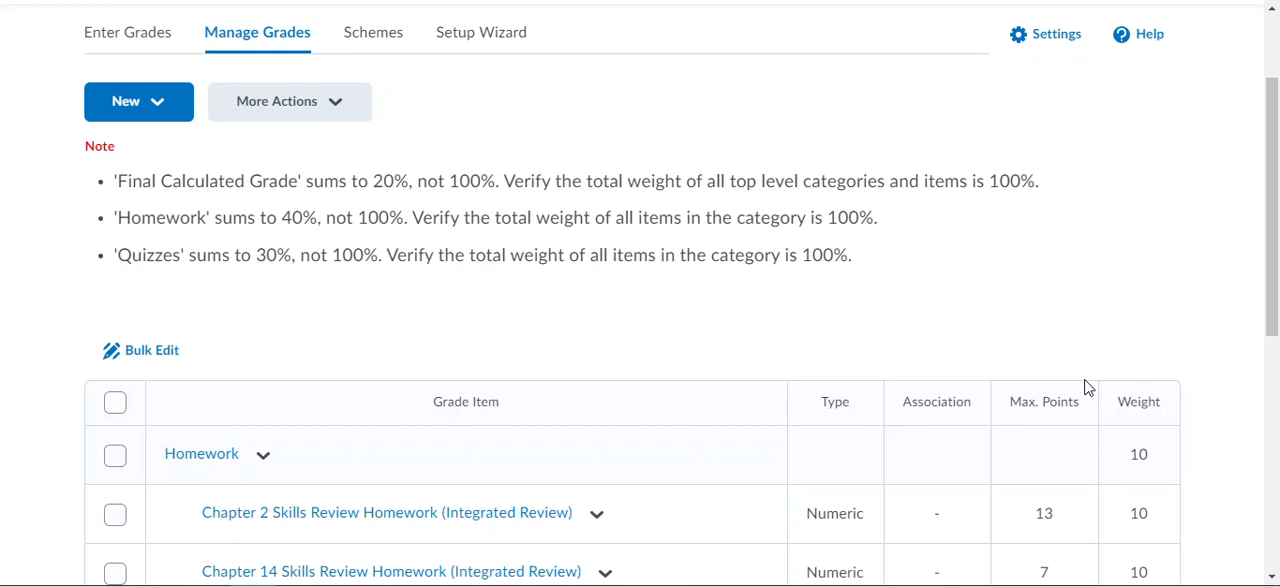 Enter Grades Manage Grades Schemes Setup Wizard Settings Help
New More Actions
Note
• 'Final Calculated Grade' sums to 20%, not 100%. Verify the total weight of all top level categories and items is 100%.
• 'Homework' sums to 40%, not 100%. Verify the total weight of all items in the category is 100%.
• 'Quizzes' sums to 30%, not 100%. Verify the total weight of all items in the category is 100%.
Bulk Edit
Grade Item Type Association Max. Points Weight
Homework 10
Chapter 2 Skills Review Homework (Integrated Review) Numeric - 13 10
Chapter 14 Skills Review Homework (Integrated Review) Numeric - 7 10